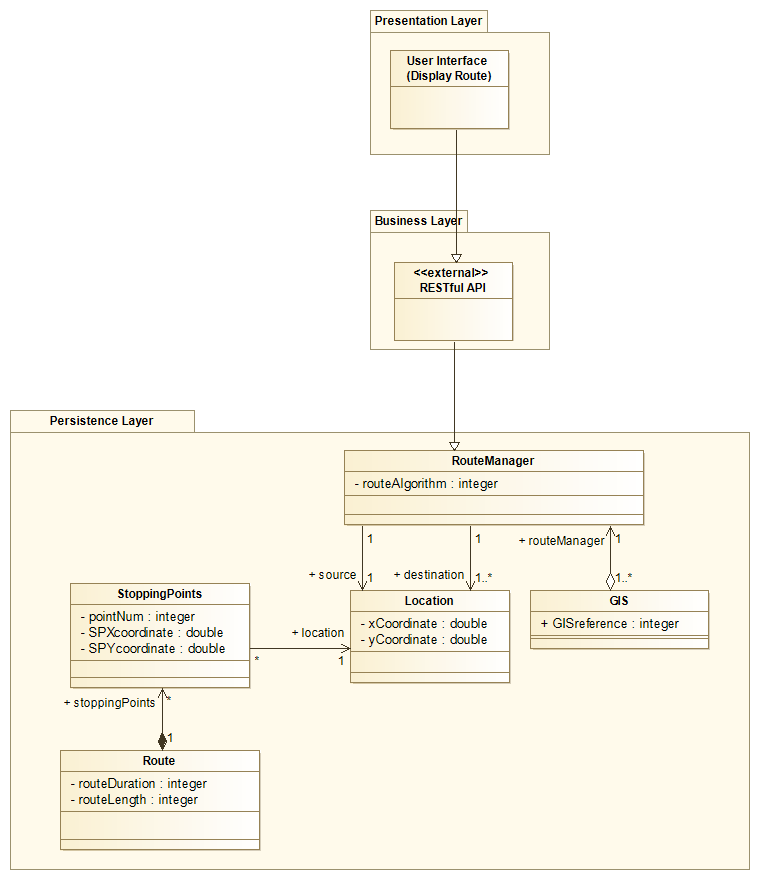 Presentation Layer
User Interface
(Display Route)
Business Layer
<<external>>
RESTful API
Persistence Layer
RouteManager
- routeAlgorithm : integer
1
1
+ routeManager
1
+ source
1
+ destination
1..*
1..*
StoppingPoints
- pointNum : integer
- SPXcoordinate : double
- SPYcoordinate : double
Location
- xCoordinate : double
- yCoordinate : double
GIS
+ GISreference : integer
+ location
*
1
+ stoppingPoints
*
1
Route
- routeDuration : integer
- routeLength : integer